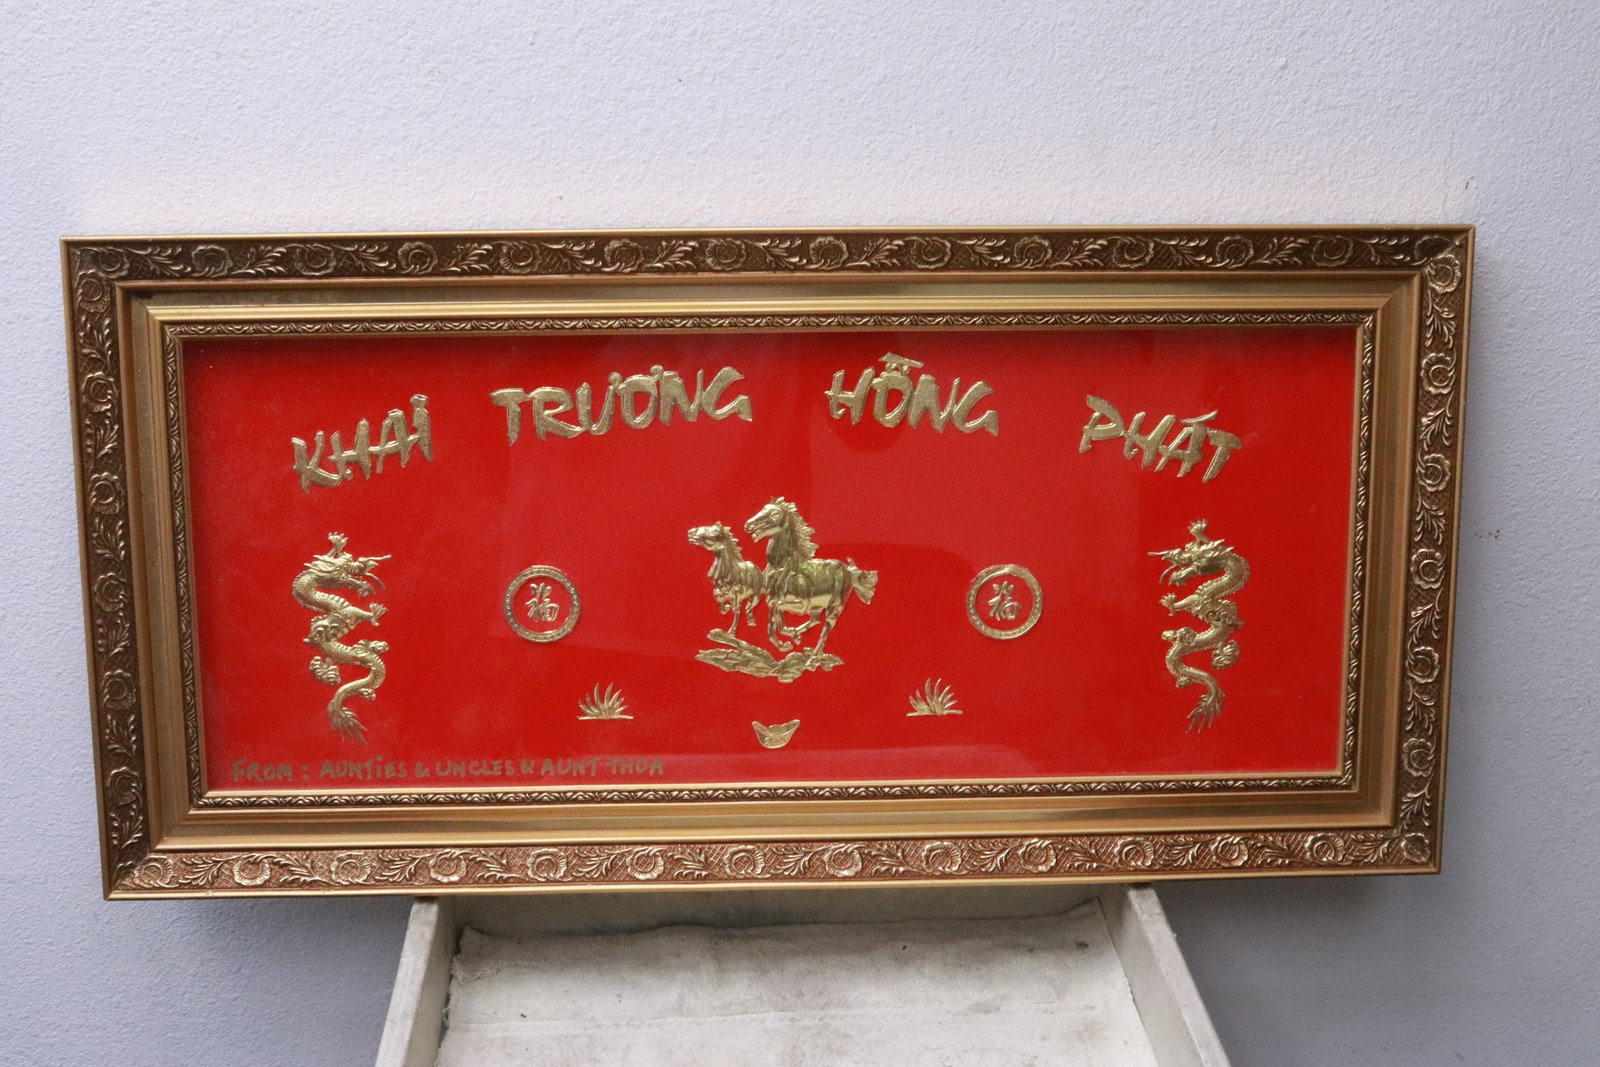 KHAI TRƯƠNG HỒNG PHÁT
福 福
FROM: AUNTIES & UNCLES & AUNT THOA